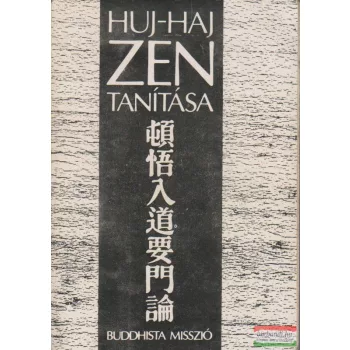 HUJ-HAJ
ZEN
TANÍTÁSA
頓悟入道要門論
BUDDHISTA MISSZIÓ